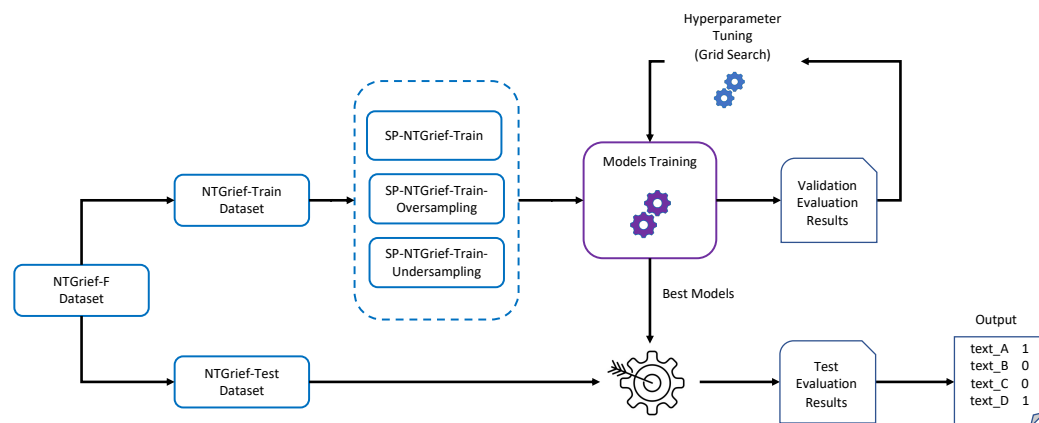 Hyperparameter
Tuning
(Grid Search)
SP-NTGrief-Train
Models Training
NTGrief-Train
Dataset
SP-NTGrief-Train-
Oversampling
Validation
Evaluation
Results
SP-NTGrief-Train-
Undersampling
NTGrief-F
Dataset
Best Models
Output
NTGrief-Test
Dataset
Test
Evaluation
Results
text_A 1
text_B 0
text_C 0
text_D 1